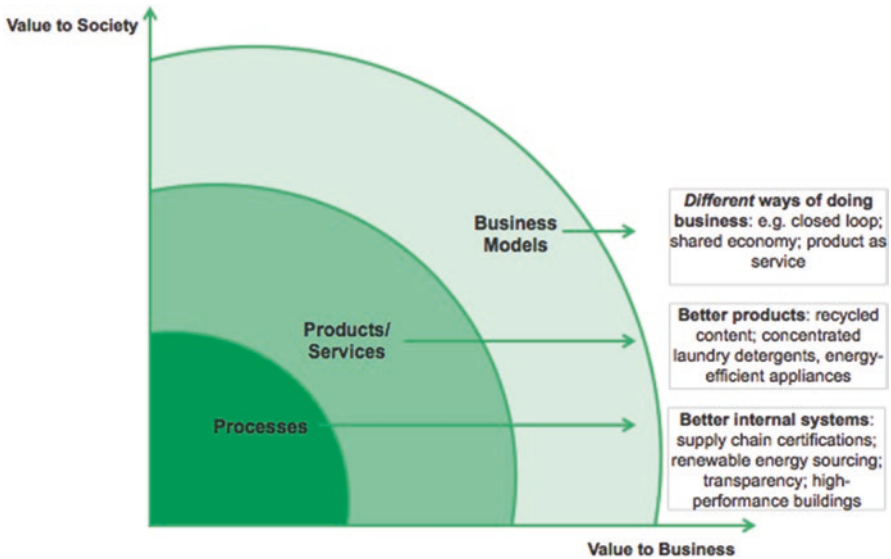 Value to Society
Business
Models
Different ways of doing
business: e.g. closed loop;
shared economy; product as
service
Products/
Services
Better products: recycled
content; concentrated
laundry detergents, energy-
efficient appliances
Processes
Better internal systems:
supply chain certifications;
renewable energy sourcing;
transparency; high-
performance buildings
Value to Business